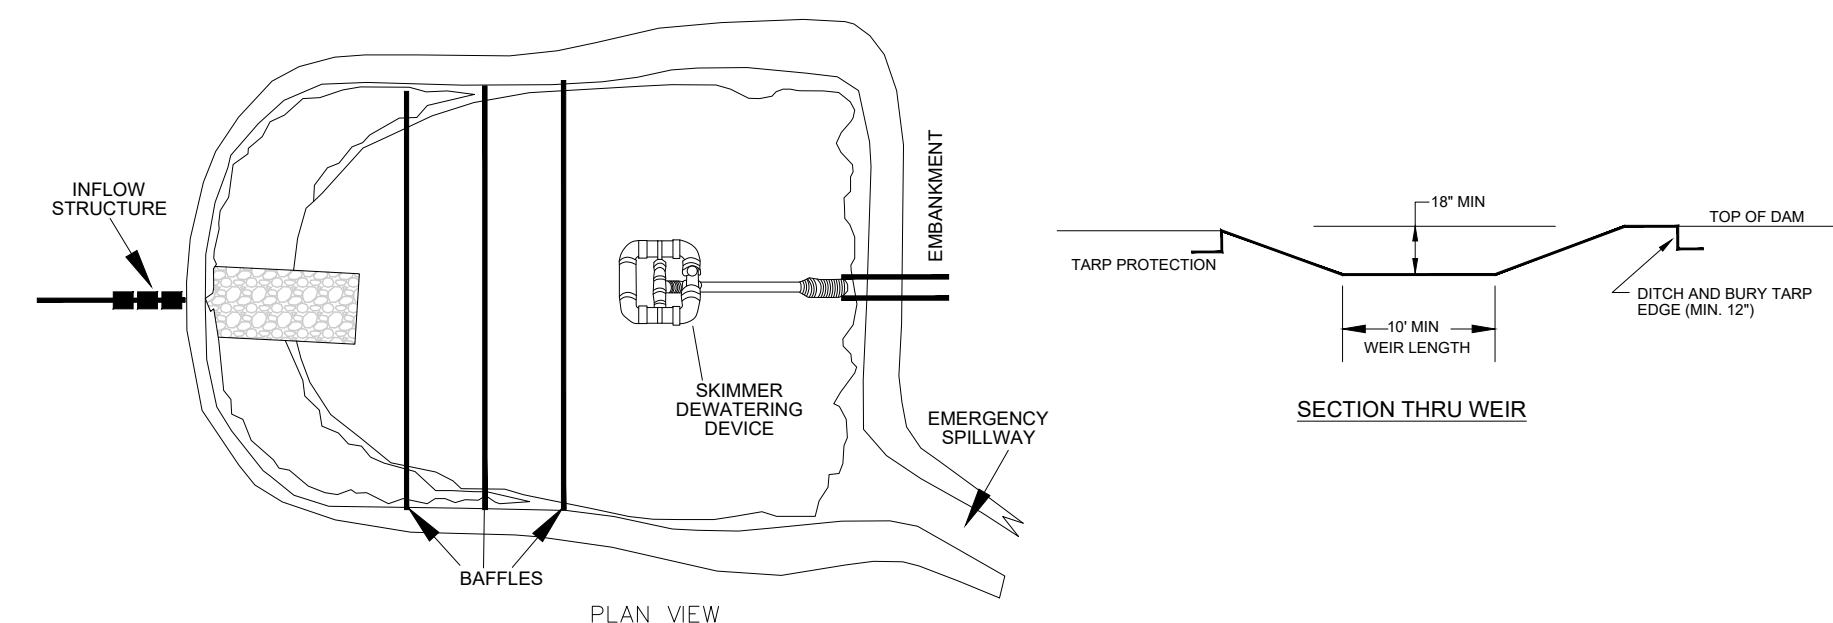 INFLOW
STRUCTURE
EMBANKMENT
SKIMMER
DEWATERING
DEVICE
EMERGENCY
SPILLWAY
BAFFLES
PLAN VIEW
18" MIN
TOP OF DAM
TARP PROTECTION
DITCH AND BURY TARP
EDGE (MIN. 12")
10' MIN
WEIR LENGTH
SECTION THRU WEIR